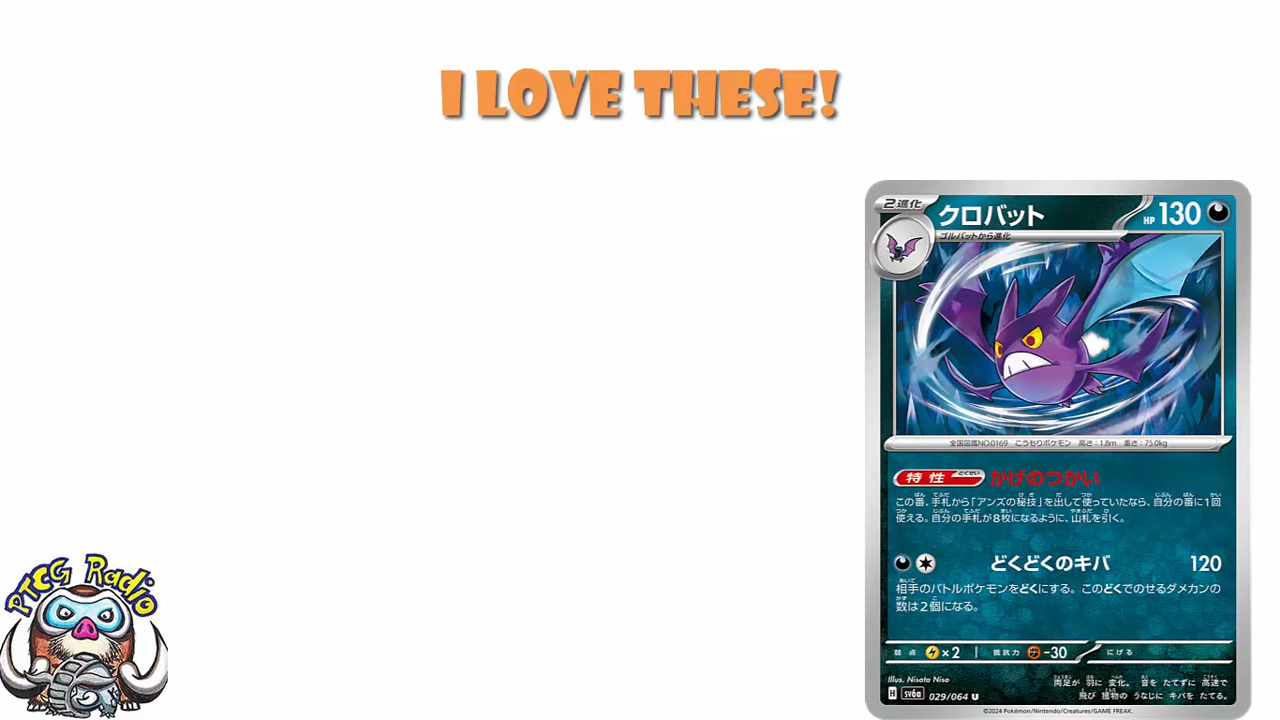 I LOVE THESE!
2進化
クロバット
HP 130
ゴルバットから進化
全国図鑑NO.0169 こうもりポケモン 高さ:1.8m 重さ:75.0kg
特性 かげのつかい
この番、手札から「アンズの秘技」を出して使っていたなら、自分の番に1回
使える。自分の手札が8枚になるように、山札を引く。
どくどくのキバ 120
相手のバトルポケモンをどくにする。このどくでのせるダメカンの
数は2個になる。
弱点 ×2 抵抗力 -30 にげる
Illus. Nisota Niso
両足が 羽に 変化。音を たてずに 高速で
飛び 獲物の うなじに キバを たてる。
H SV6a 029/064 U
©2024 Pokémon/Nintendo/Creatures/GAME FREAK.
PTCG Radio